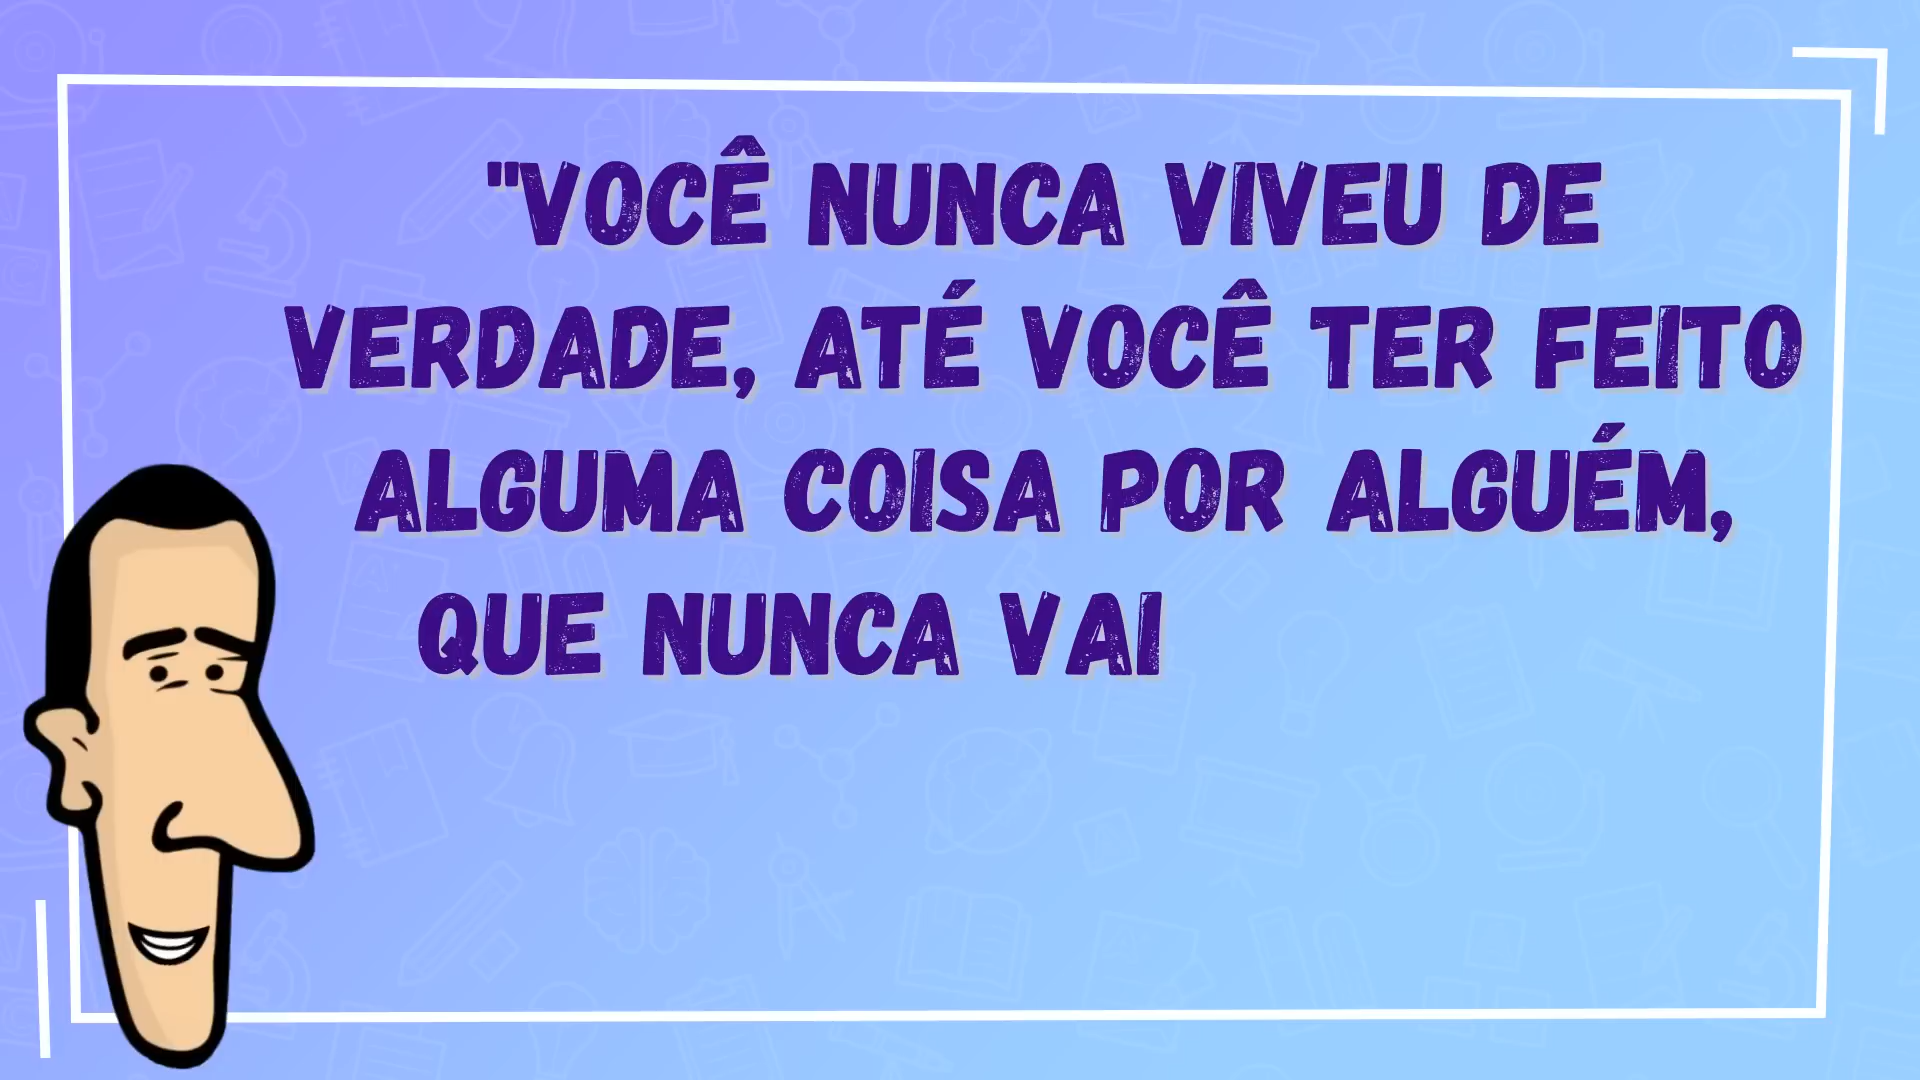 "VOCÊ NUNCA VIVEU DE
VERDADE, ATÉ VOCÊ TER FEITO
ALGUMA COISA POR ALGUÉM,
QUE NUNCA VAI